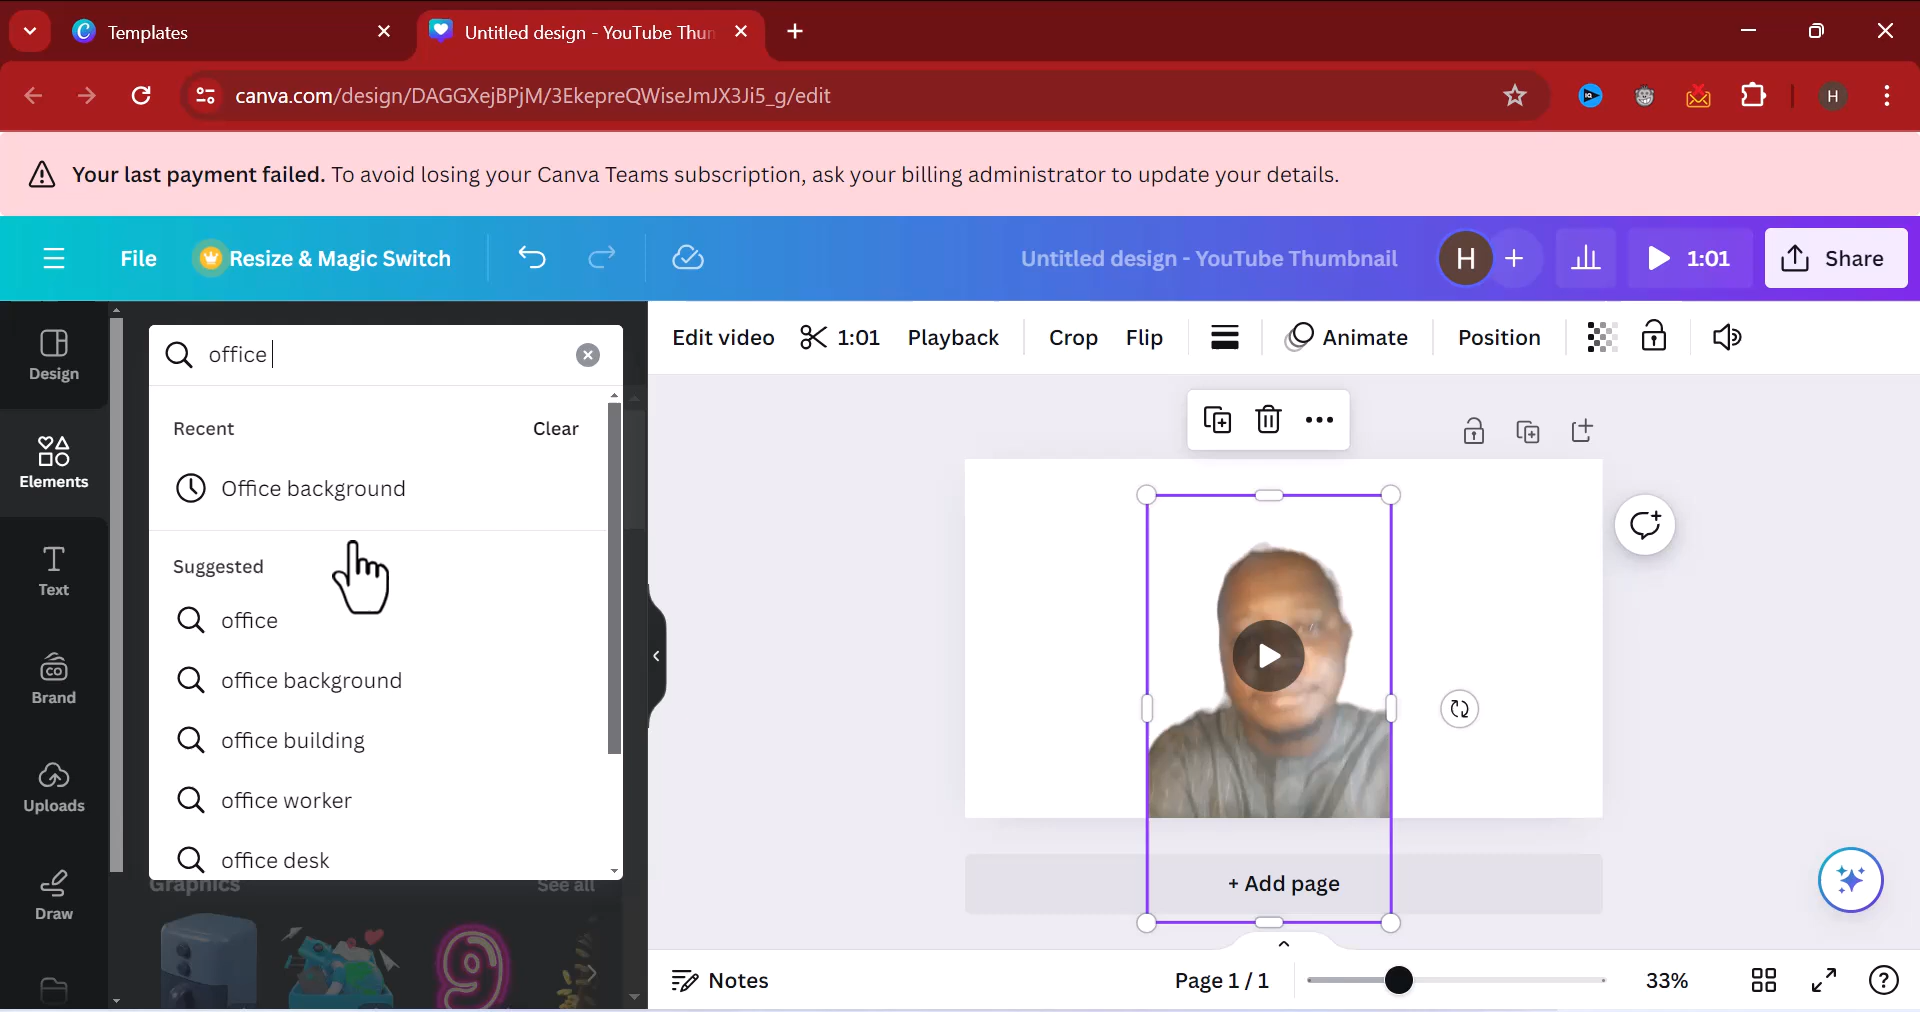 Templates
Untitled design - YouTube Thun
canva.com/design/DAGGXejBPjM/3EkepreQWiseJmJX3Ji5_g/edit
H
Your last payment failed. To avoid losing your Canva Teams subscription, ask your billing administrator to update your details.
File
Resize & Magic Switch
Untitled design - YouTube Thumbnail
H
1:01
Share
Design
Elements
Text
Brand
Uploads
Draw
office
Recent
Clear
Office background
Suggested
office
office background
office building
office worker
office desk
Graphics
See all
Edit video
1:01
Playback
Crop
Flip
Animate
Position
+ Add page
Notes
Page 1 / 1
33%